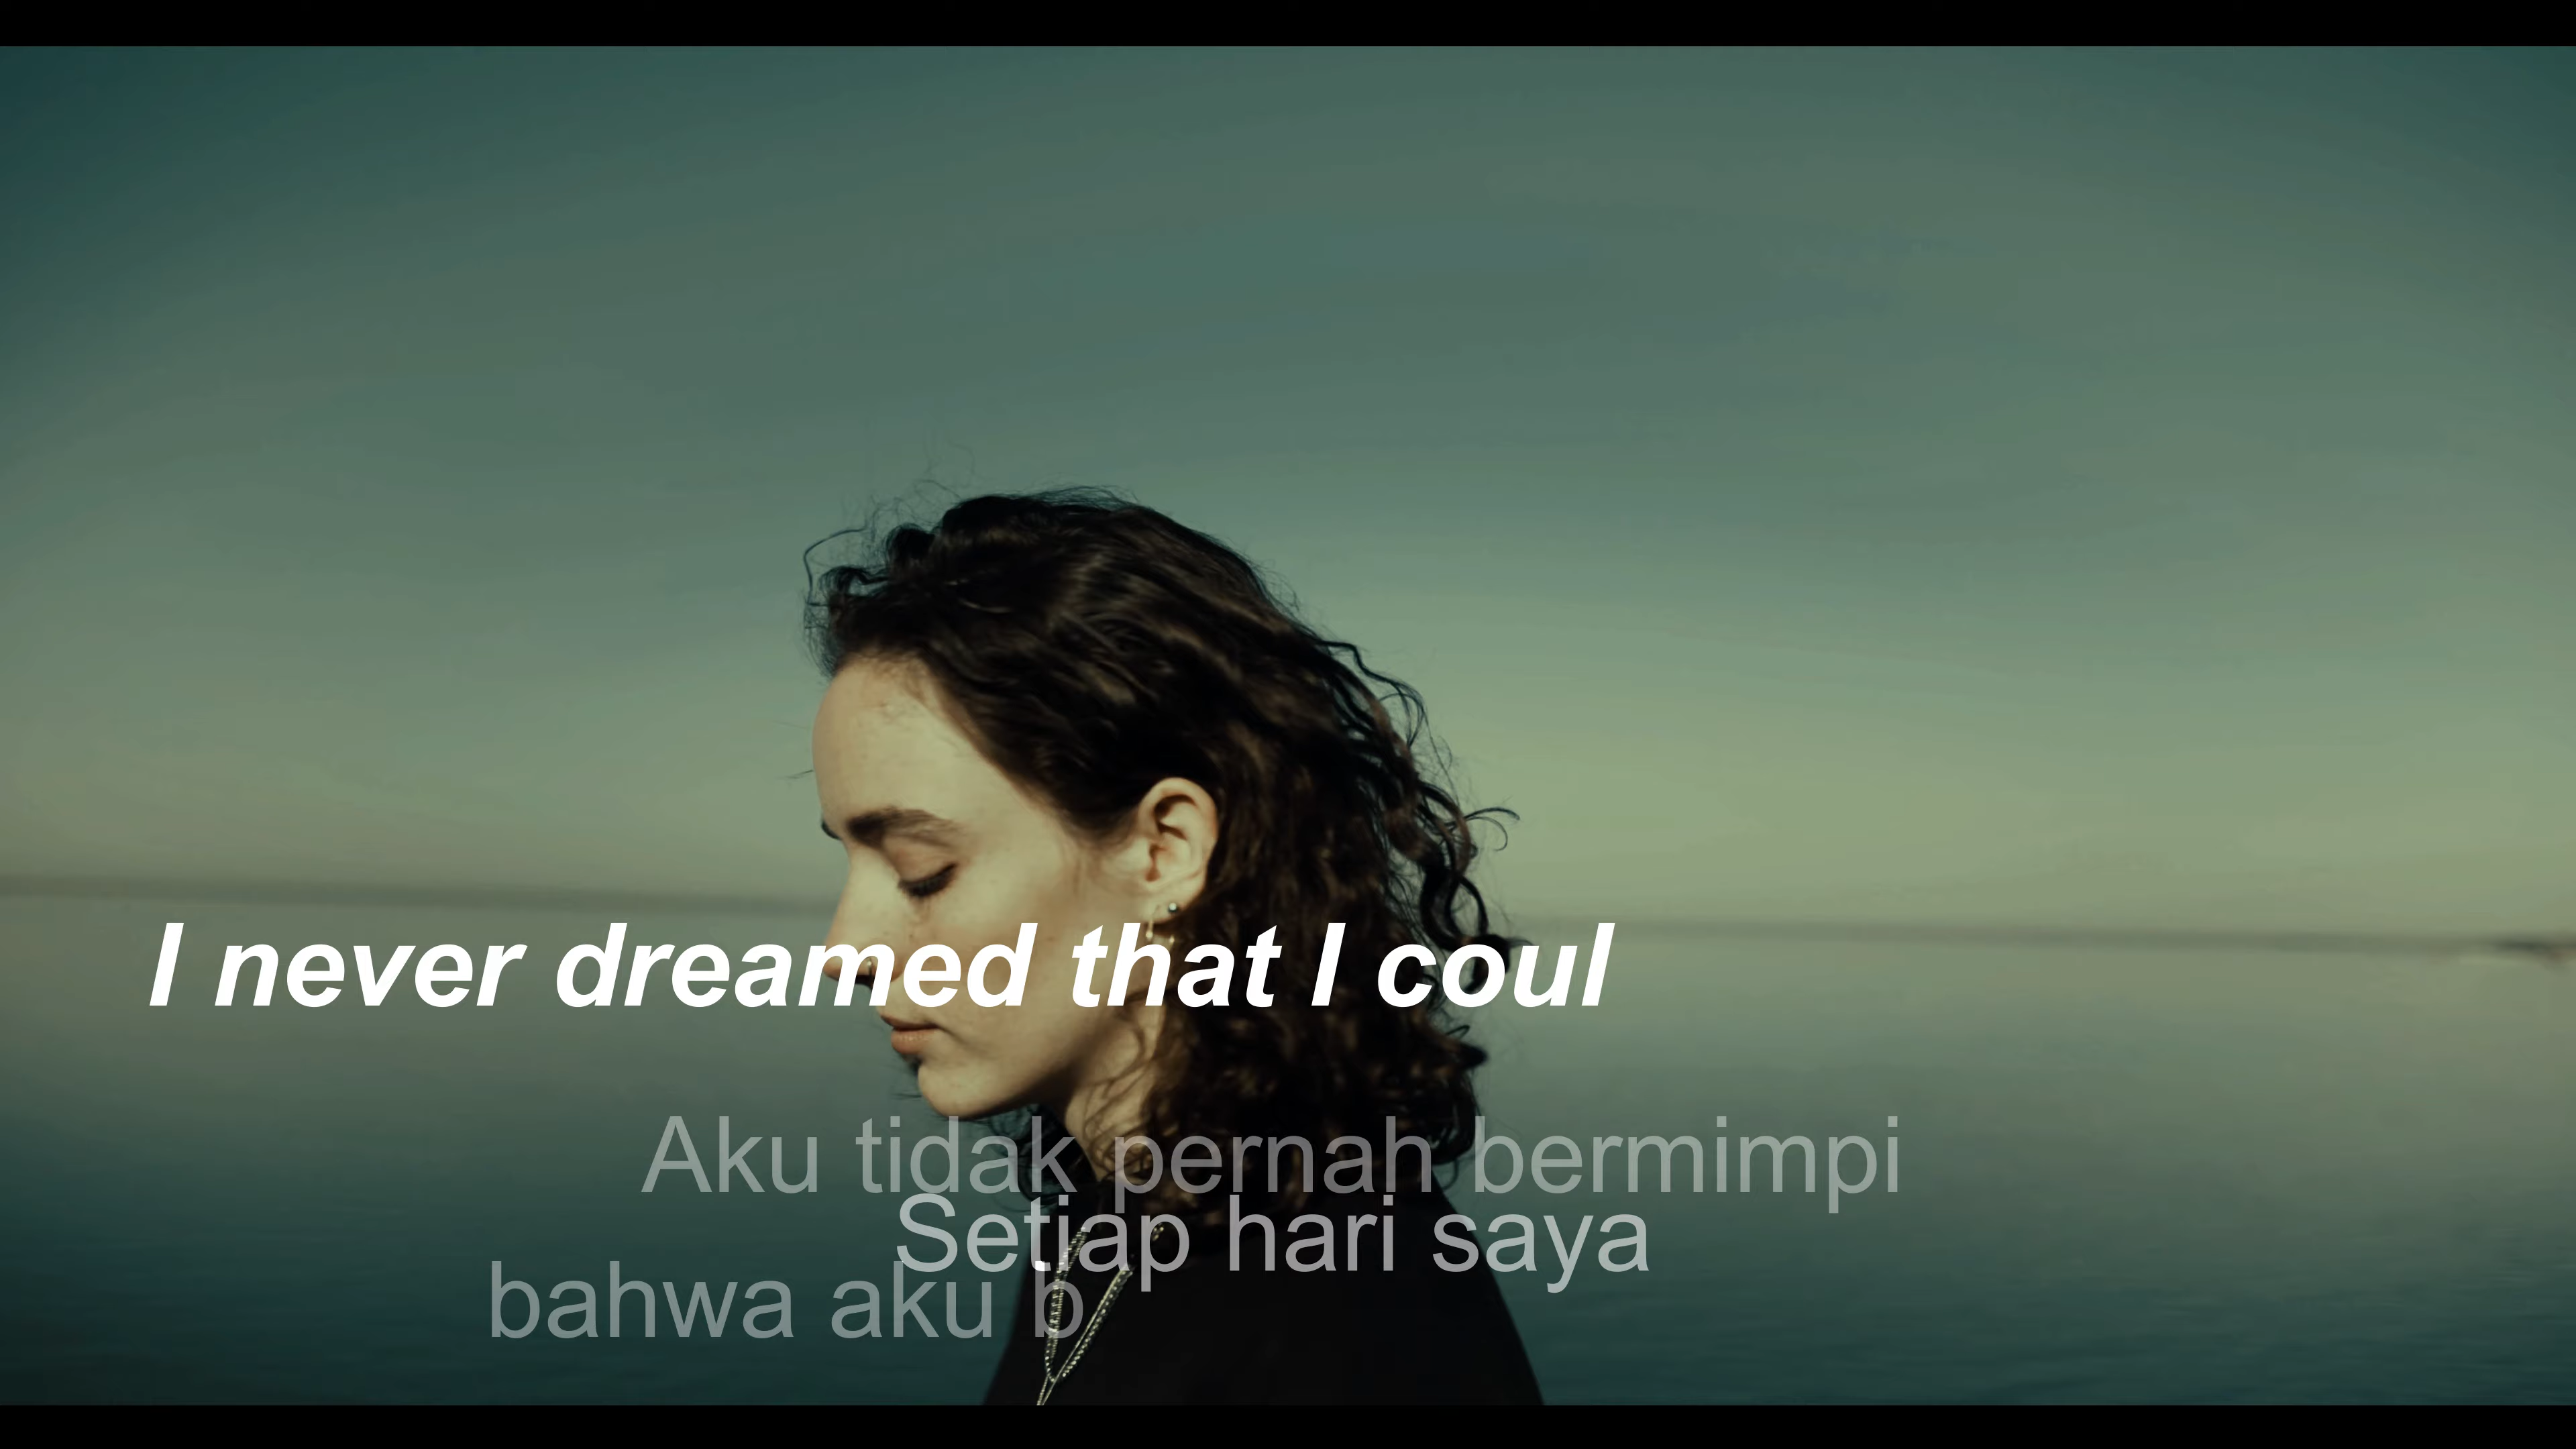 I never dreamed that I coul
Aku tidak pernah bermimpi
Setiap hari saya
bahwa aku b